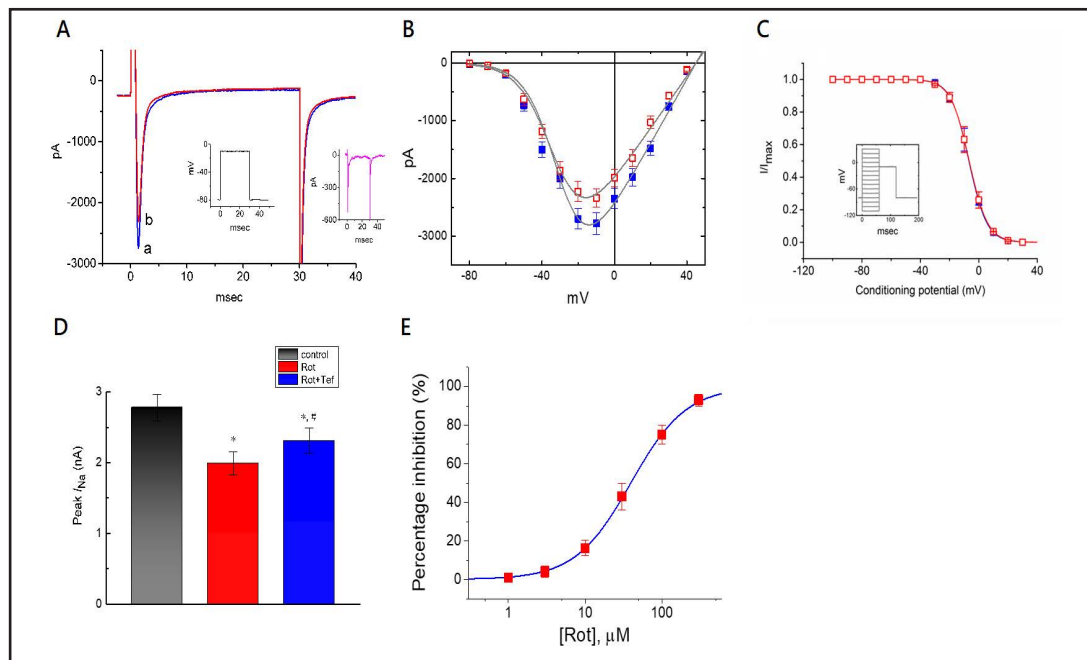 A
0
-1000
-2000
-3000
pA
0 10 20 30 40
msec
b
a
0
-40
-80
mV
0 20 40
msec
0
-300
-600
pA
0 20 40
msec
B
0
-1000
-2000
-3000
pA
-80 -40 0 40
mV
C
1.0
0.8
0.6
0.4
0.2
0.0
I/Imax
-120 -80 -40 0 40
Conditioning potential (mV)
0
-60
-120
mV
0 100 200
msec
D
control
Rot
Rot+Tef
3
2
1
0
Peak INa (nA)
*
E
100
80
60
40
20
0
Percentage inhibition (%)
1 10 100
[Rot], μM